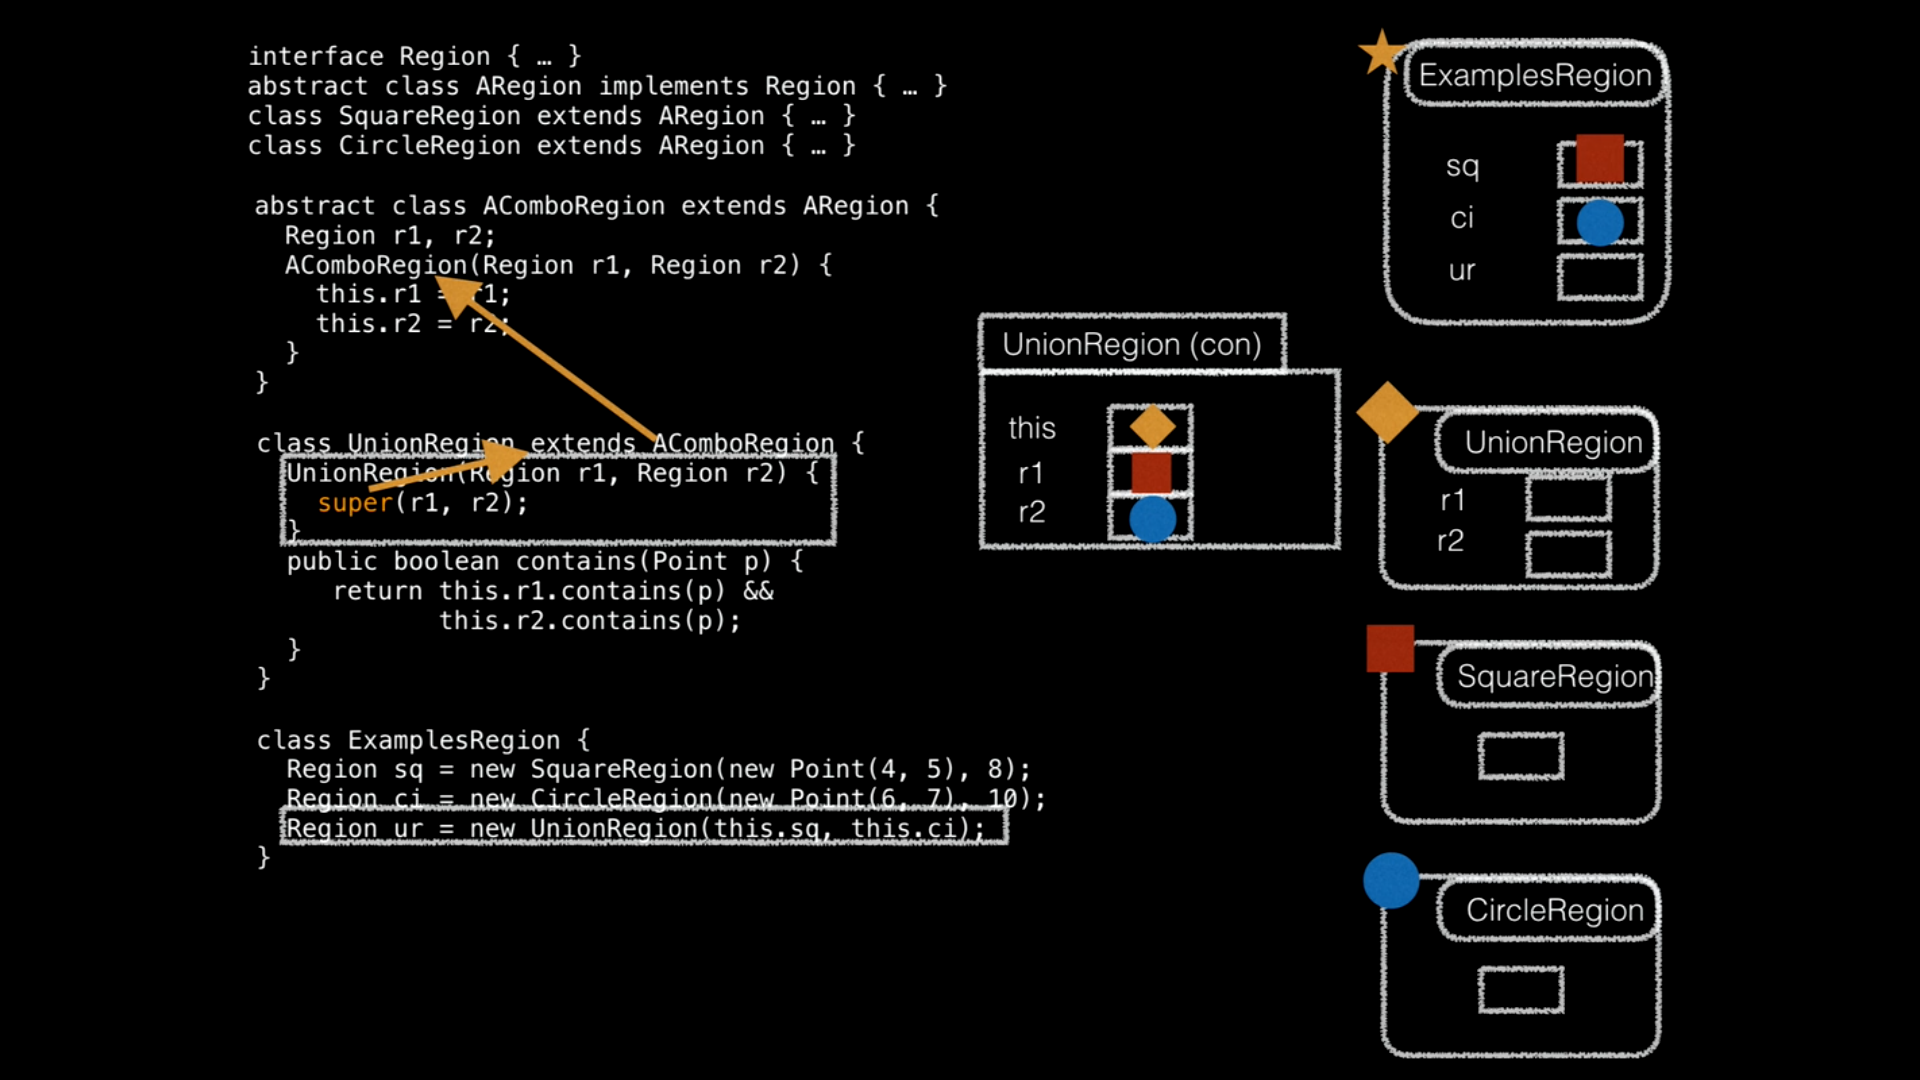 interface Region { … }
abstract class ARegion implements Region { … }
class SquareRegion extends ARegion { … }
class CircleRegion extends ARegion { … }
abstract class AComboRegion extends ARegion {
Region r1, r2;
AComboRegion(Region r1, Region r2) {
this.r1 = r1;
this.r2 = r2;
}
}
class UnionRegion extends AComboRegion {
UnionRegion(Region r1, Region r2) {
super(r1, r2);
}
public boolean contains(Point p) {
return this.r1.contains(p) &&
this.r2.contains(p);
}
}
class ExamplesRegion {
Region sq = new SquareRegion(new Point(4, 5), 8);
Region ci = new CircleRegion(new Point(6, 7), 10);
Region ur = new UnionRegion(this.sq, this.ci);
}
UnionRegion (con)
this
r1
r2
ExamplesRegion
sq
ci
ur
UnionRegion
r1
r2
SquareRegion
CircleRegion